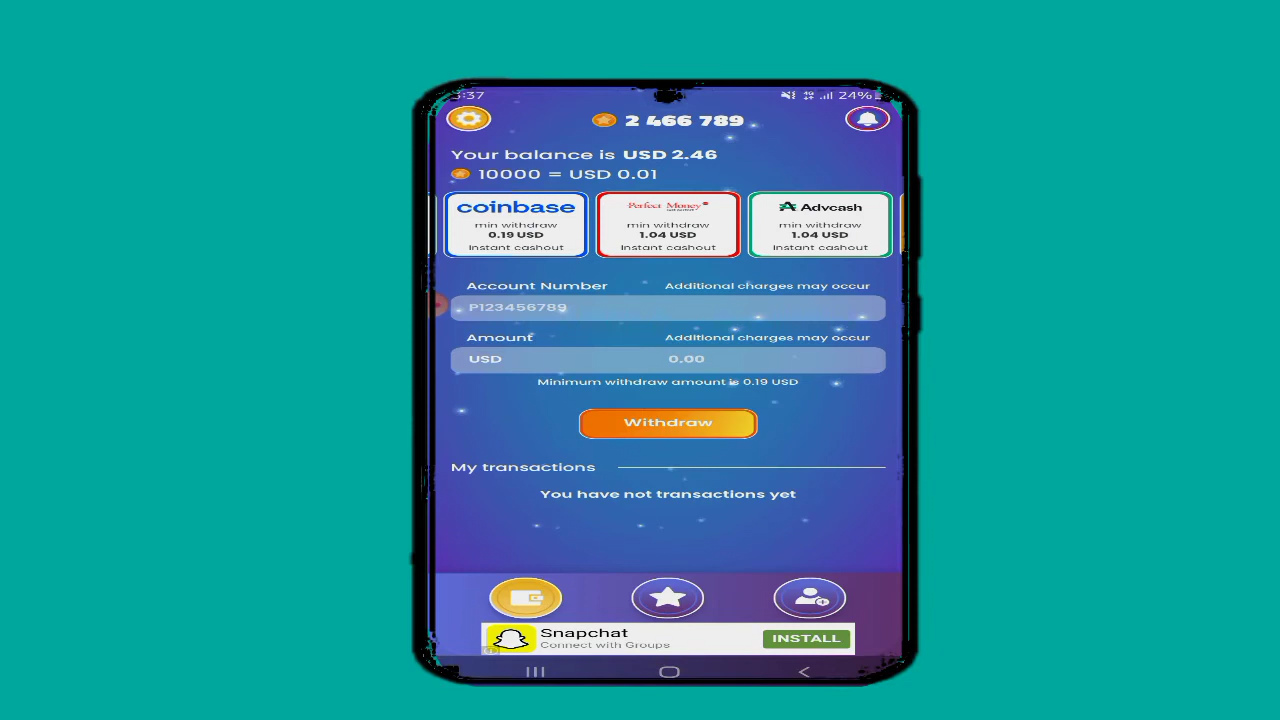 :37 24%
2 466 789
Your balance is USD 2.46
10000 = USD 0.01
coinbase
min withdraw
0.19 USD
Instant cashout
Perfect Money
min withdraw
1.04 USD
Instant cashout
Advcash
min withdraw
1.04 USD
Instant cashout
Account Number Additional charges may occur
P123456789
Amount Additional charges may occur
USD 0.00
Minimum withdraw amount is 0.19 USD
Withdraw
My transactions
You have not transactions yet
Snapchat
Connect with Groups
INSTALL